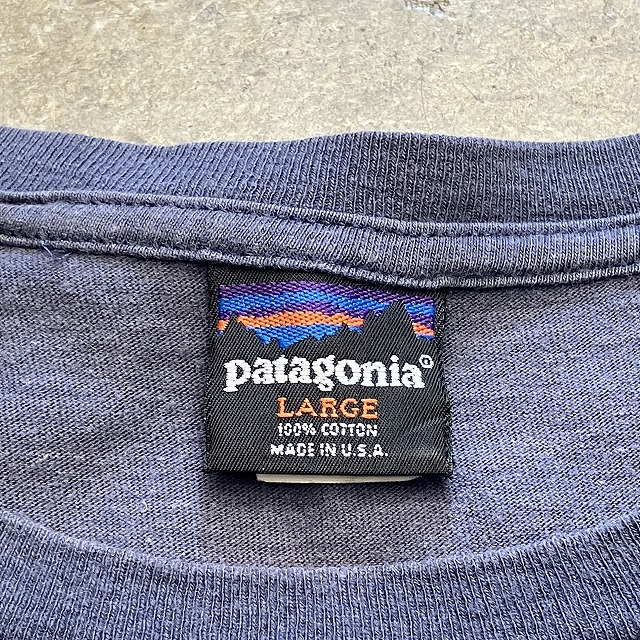 patagonia®
LARGE
100% COTTON
MADE IN U.S.A.